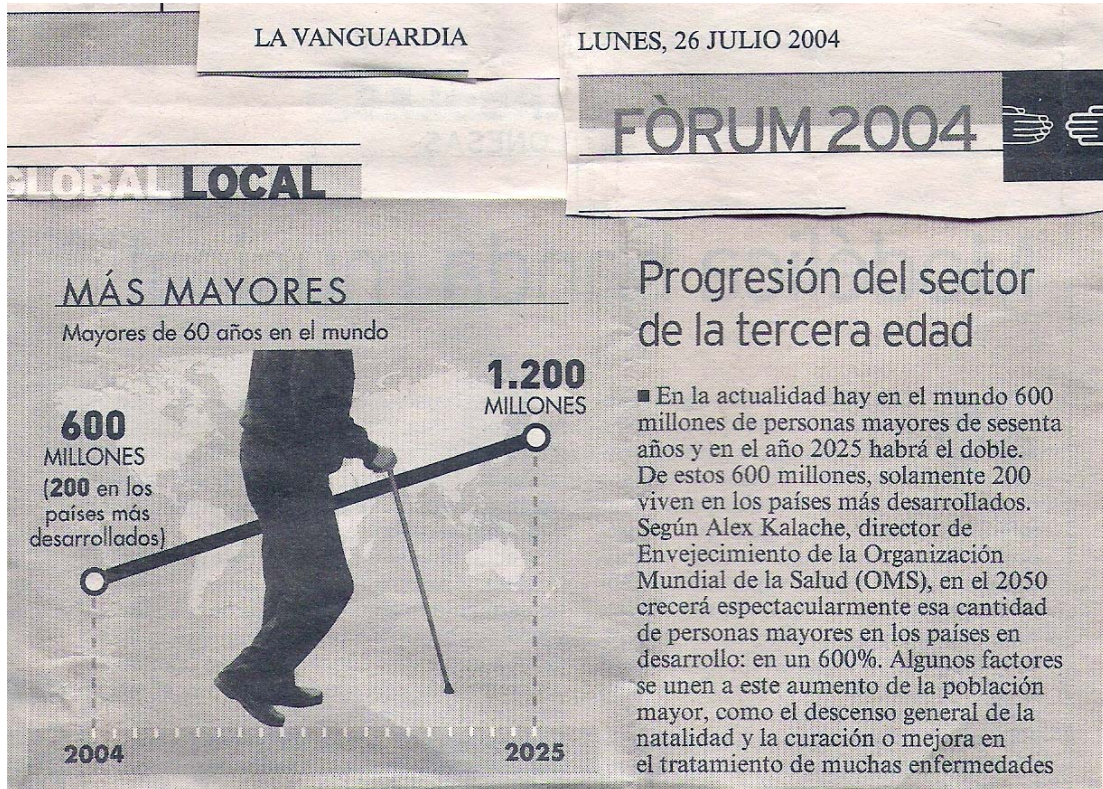 LA VANGUARDIA
LUNES, 26 JULIO 2004
FÒRUM 2004
GLOBAL LOCAL
MÁS MAYORES
Mayores de 60 años en el mundo
600
MILLONES
(200 en los
países más
desarrollados)
1.200
MILLONES
2004
2025
Progresión del sector
de la tercera edad
■ En la actualidad hay en el mundo 600
millones de personas mayores de sesenta
años y en el año 2025 habrá el doble.
De estos 600 millones, solamente 200
viven en los países más desarrollados.
Según Alex Kalache, director de
Envejecimiento de la Organización
Mundial de la Salud (OMS), en el 2050
crecerá espectacularmente esa cantidad
de personas mayores en los países en
desarrollo: en un 600%. Algunos factores
se unen a este aumento de la población
mayor, como el descenso general de la
natalidad y la curación o mejora en
el tratamiento de muchas enfermedades